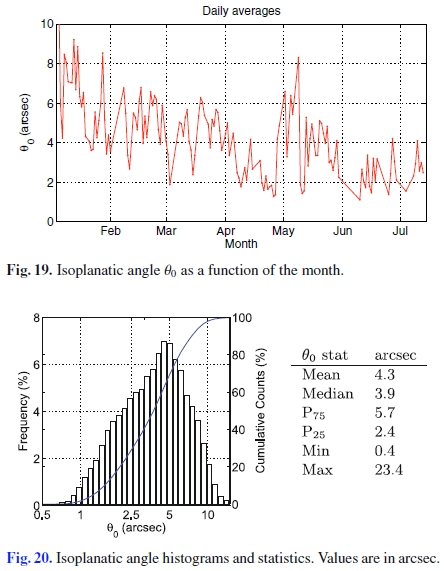 Daily averages
10
8
6
4
2
0
θ0 (arcsec)
Feb Mar Apr May Jun Jul
Month
Fig. 19. Isoplanatic angle θ0 as a function of the month.
8
6
4
2
0
Frequency (%)
100
80
60
40
20
0
Cumulative Counts (%)
0,5 1 2,5 5 10
θ0 (arcsec)
θ0 stat arcsec
Mean 4.3
Median 3.9
P75 5.7
P25 2.4
Min 0.4
Max 23.4
Fig. 20. Isoplanatic angle histograms and statistics. Values are in arcsec.